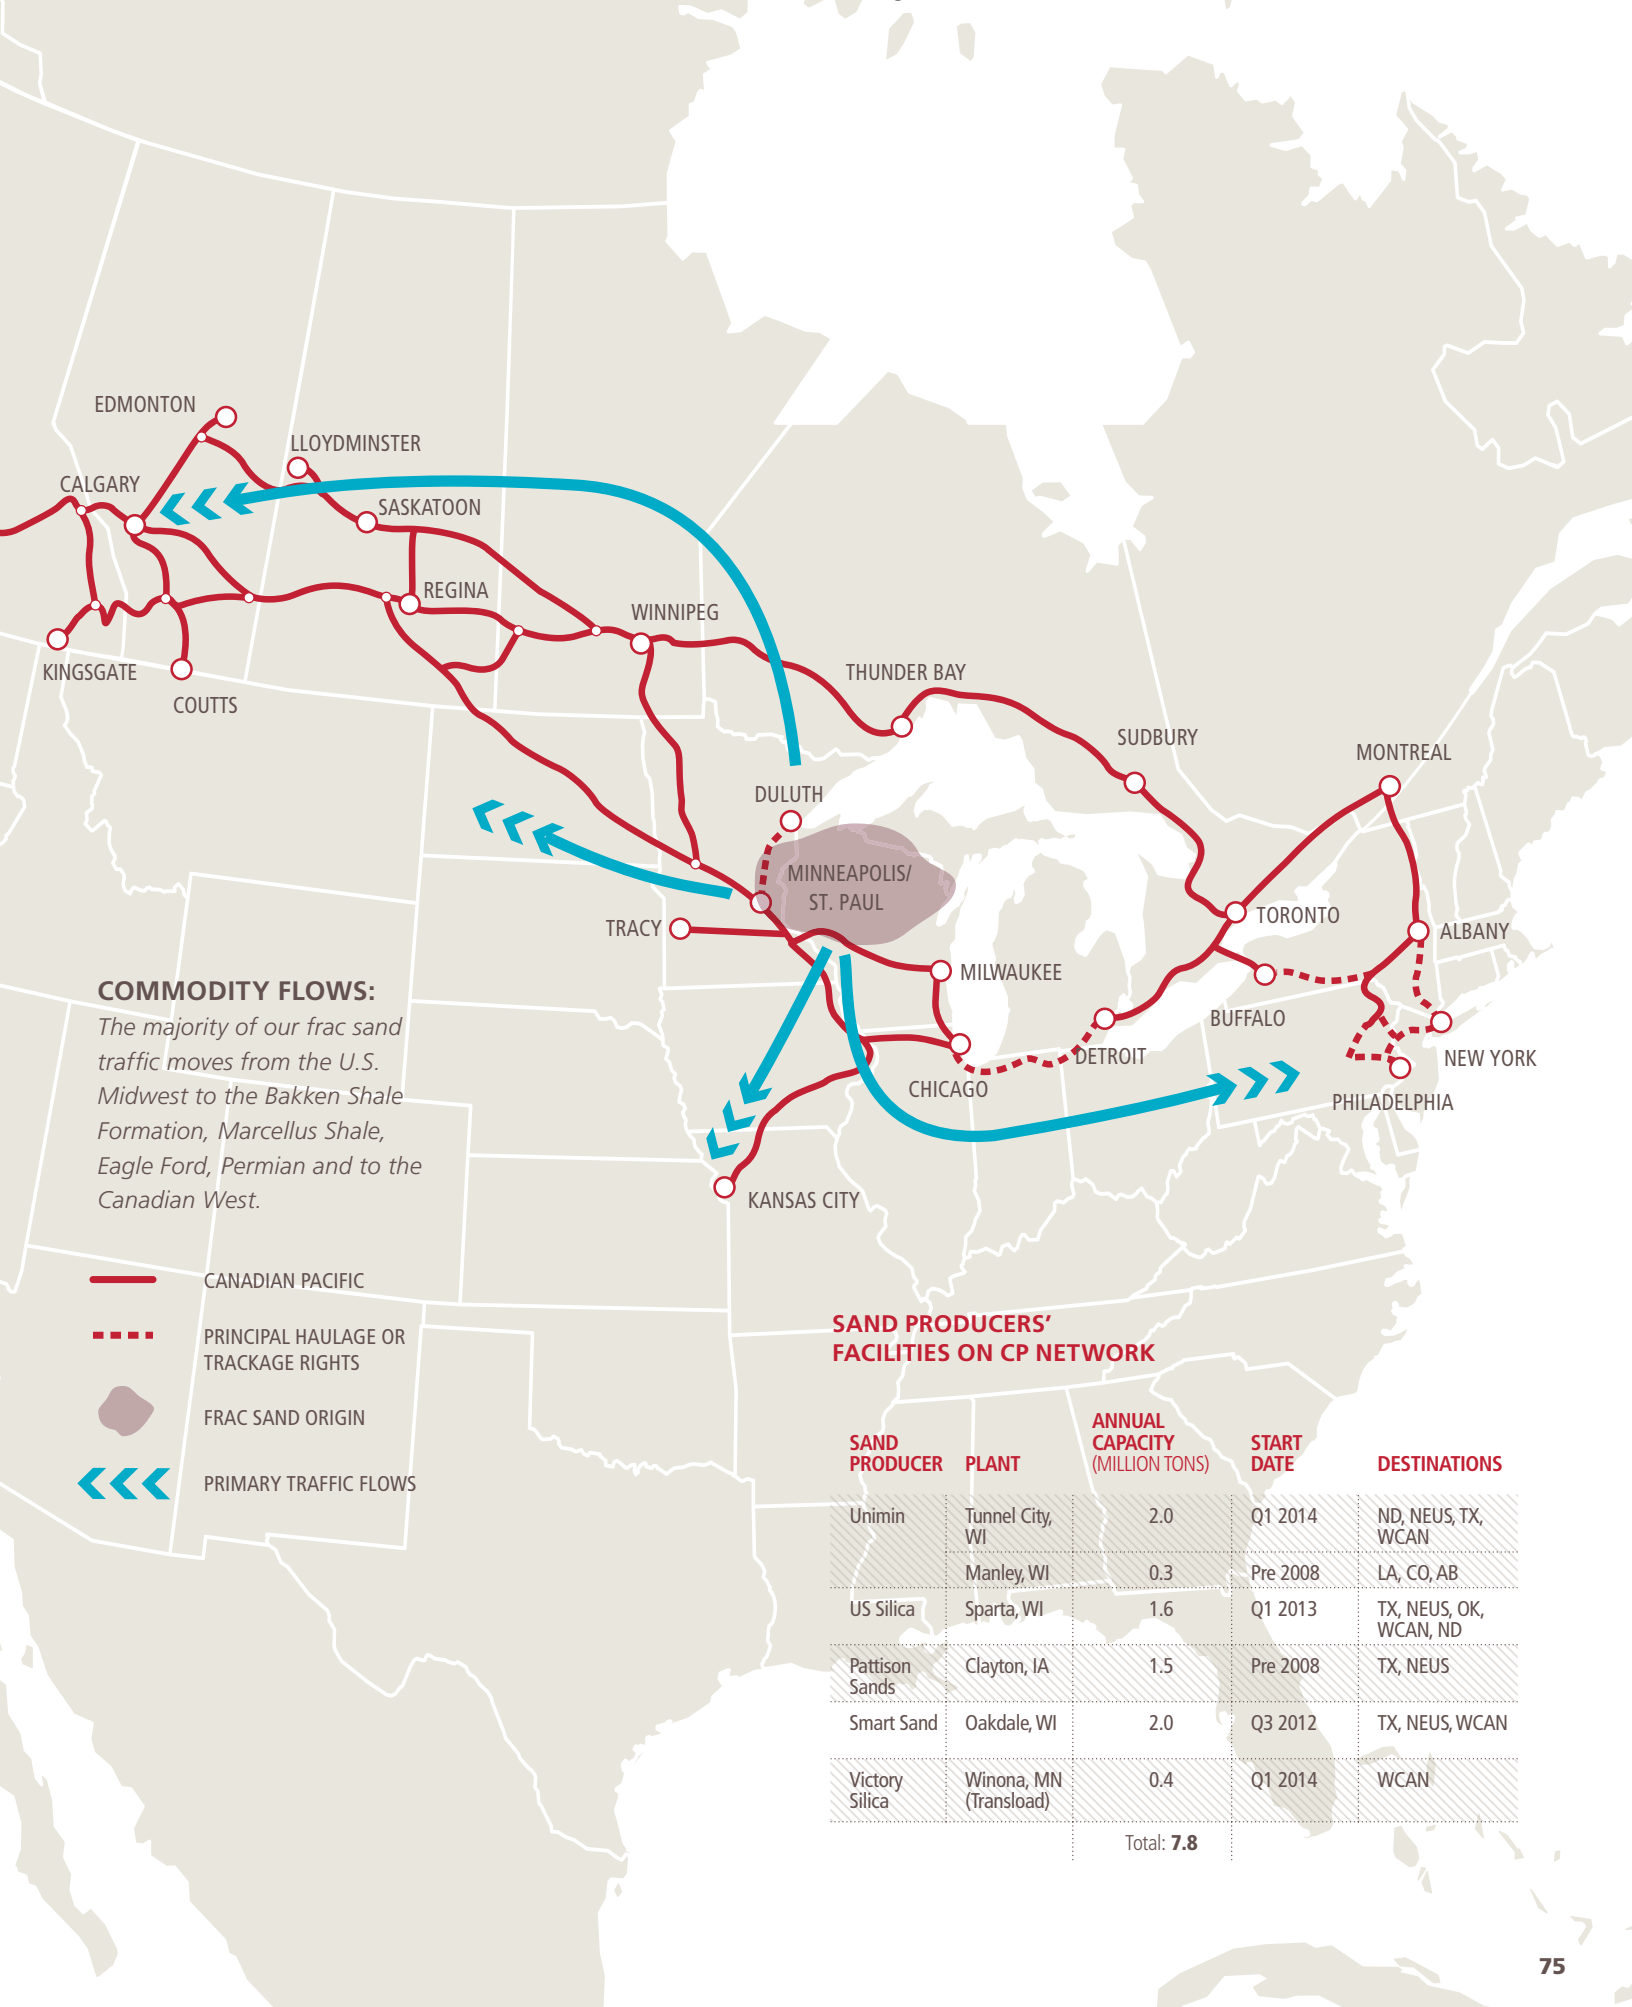 EDMONTON
LLOYDMINSTER
CALGARY
SASKATOON
REGINA
WINNIPEG
KINGSGATE
THUNDER BAY
COUTTS
SUDBURY
MONTREAL
DULUTH
MINNEAPOLIS/
ST. PAUL
TORONTO
TRACY
ALBANY
MILWAUKEE
BUFFALO
DETROIT
NEW YORK
CHICAGO
PHILADELPHIA
KANSAS CITY
COMMODITY FLOWS:
The majority of our frac sand
traffic moves from the U.S.
Midwest to the Bakken Shale
Formation, Marcellus Shale,
Eagle Ford, Permian and to the
Canadian West.
CANADIAN PACIFIC
PRINCIPAL HAULAGE OR
TRACKAGE RIGHTS
FRAC SAND ORIGIN
PRIMARY TRAFFIC FLOWS
SAND PRODUCERS’
FACILITIES ON CP NETWORK
SAND PRODUCER PLANT ANNUAL CAPACITY (MILLION TONS) START DATE DESTINATIONS
Unimin Tunnel City, 2.0 Q1 2014 ND, NEUS, TX,
WI WCAN
Manley, WI 0.3 Pre 2008 LA, CO, AB
US Silica Sparta, WI 1.6 Q1 2013 TX, NEUS, OK,
WCAN, ND
Pattison Clayton, IA 1.5 Pre 2008 TX, NEUS
Sands
Smart Sand Oakdale, WI 2.0 Q3 2012 TX, NEUS, WCAN
Victory Winona, MN 0.4 Q1 2014 WCAN
Silica (Transload)
Total: 7.8
75